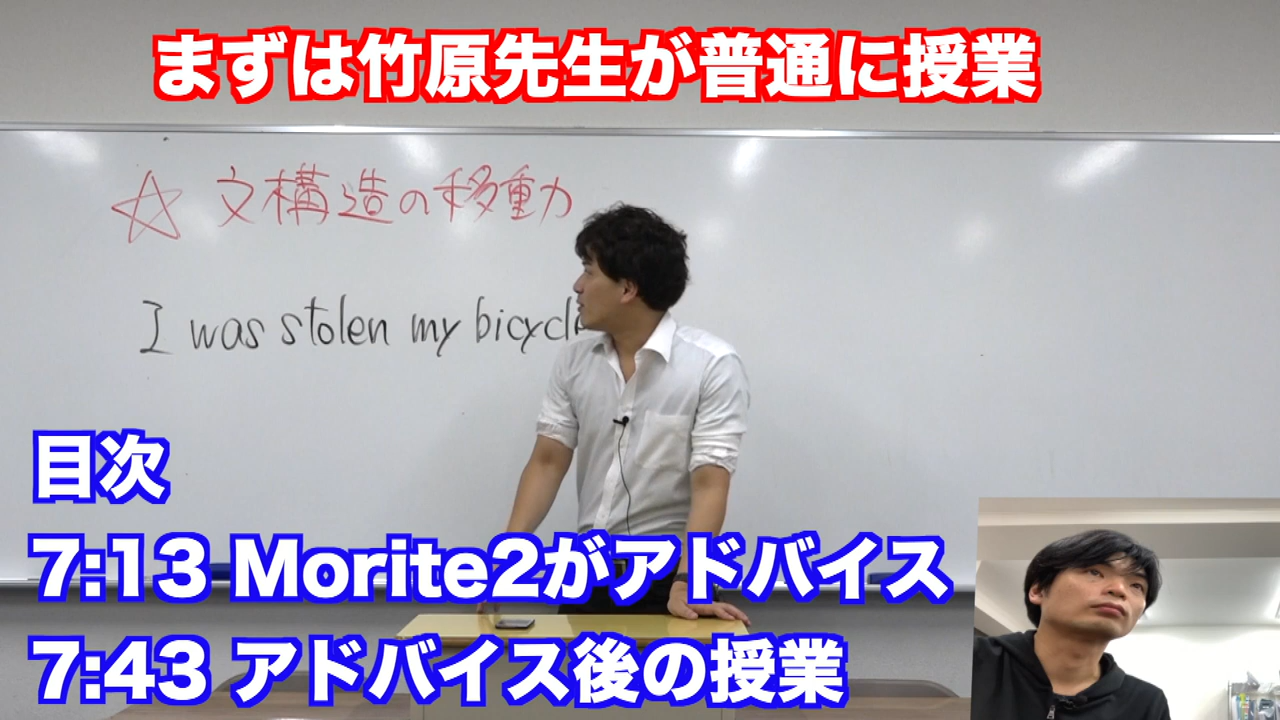 まずは竹原先生が普通に授業
☆ 文構造の移動
I was stolen my bicycle
目次
7:13 Morite2がアドバイス
7:43 アドバイス後の授業